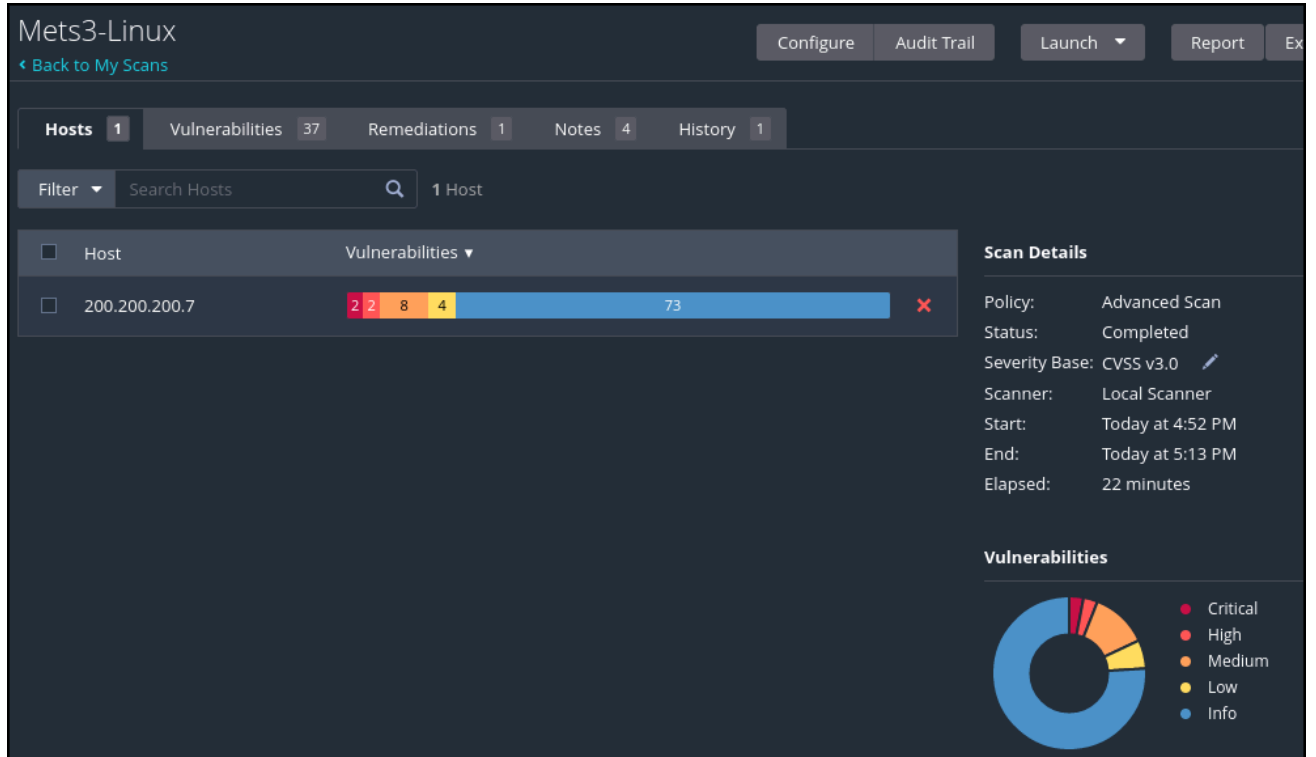 Mets3-Linux
Back to My Scans
Configure Audit Trail Launch Report Ex
Hosts 1 Vulnerabilities 37 Remediations 1 Notes 4 History 1
Filter Search Hosts 1 Host
Host Vulnerabilities
200.200.200.7 2 2 8 4 73
Scan Details
Policy: Advanced Scan
Status: Completed
Severity Base: CVSS v3.0
Scanner: Local Scanner
Start: Today at 4:52 PM
End: Today at 5:13 PM
Elapsed: 22 minutes
Vulnerabilities
Critical
High
Medium
Low
Info